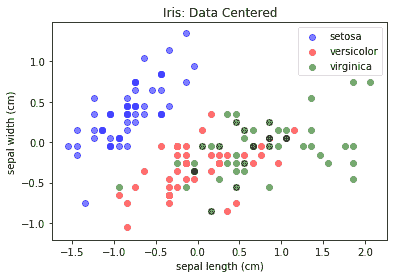 Iris: Data Centered
setosa
versicolor
virginica
sepal width (cm)
1.0
0.5
0.0
−0.5
−1.0
−1.5 −1.0 −0.5 0.0 0.5 1.0 1.5 2.0
sepal length (cm)